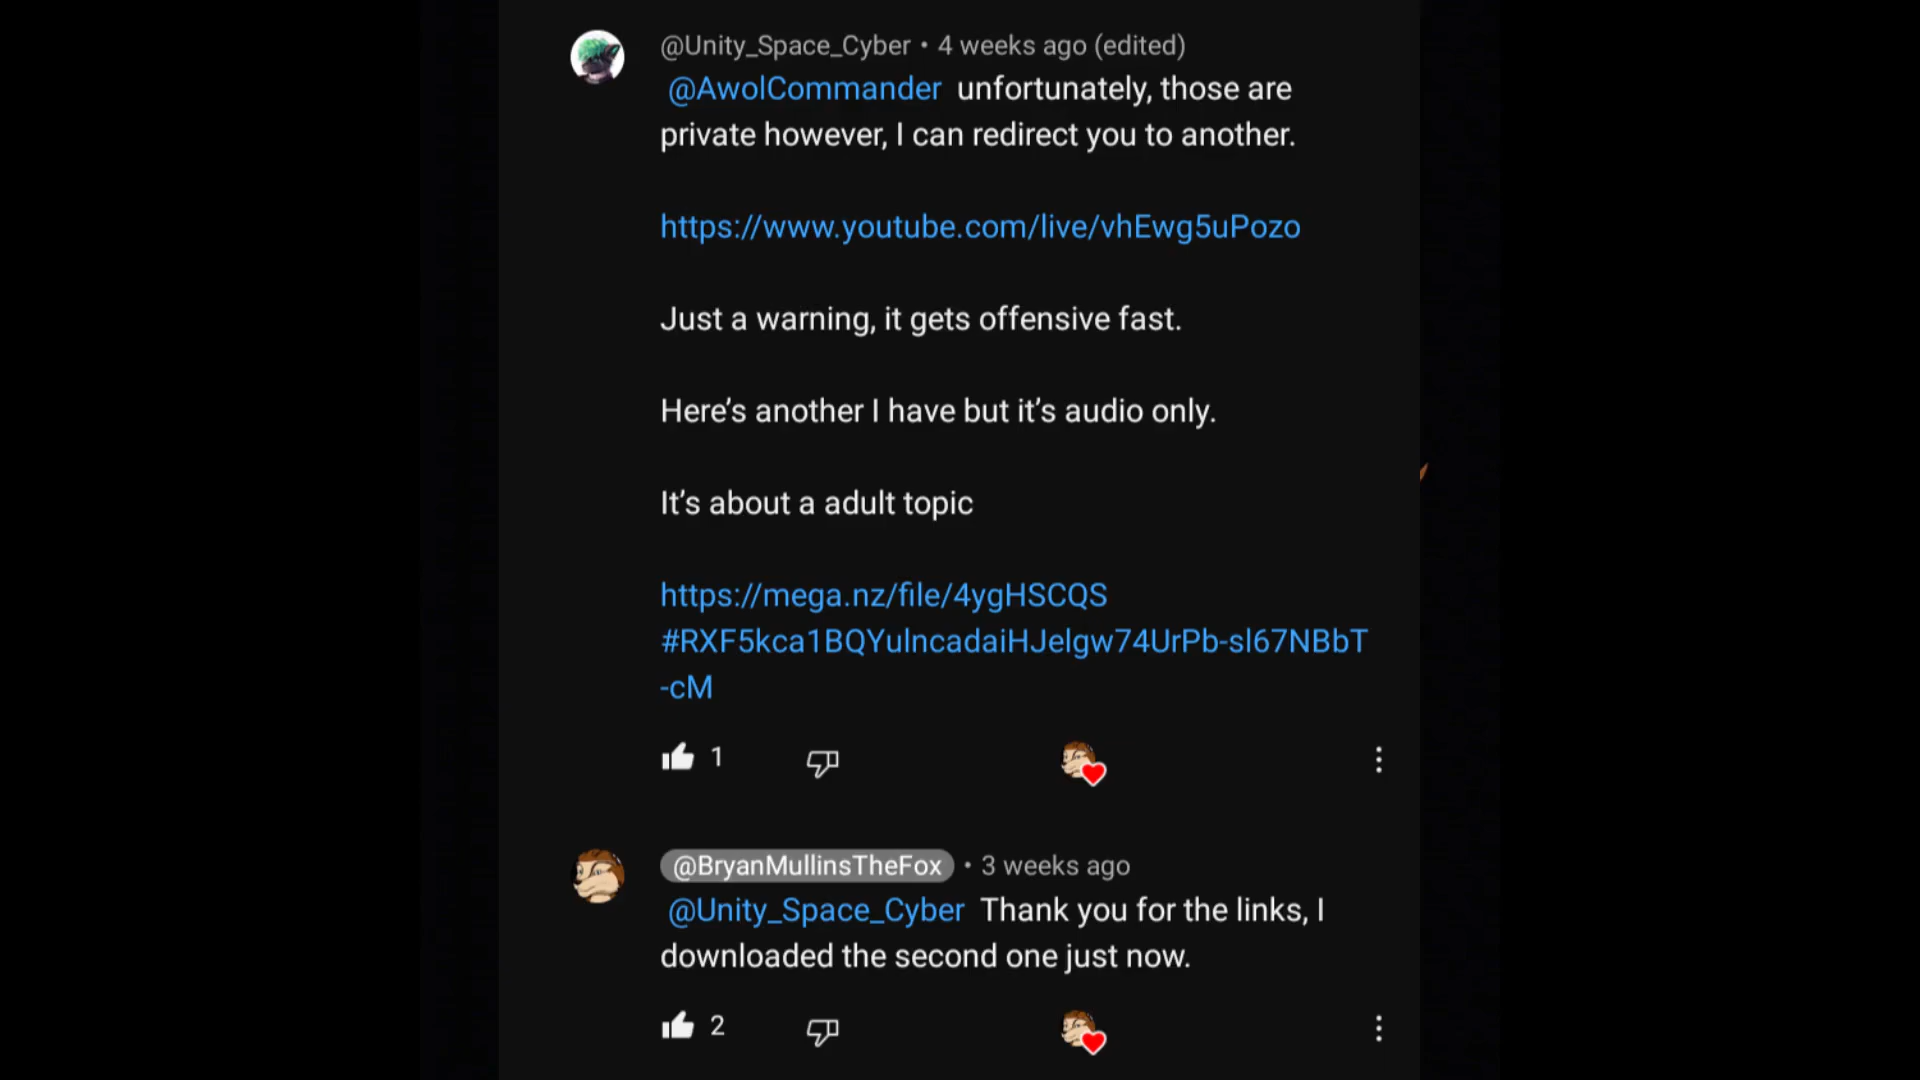 @Unity_Space_Cyber • 4 weeks ago (edited)
@AwolCommander unfortunately, those are
private however, I can redirect you to another.
https://www.youtube.com/live/vhEwg5uPozo
Just a warning, it gets offensive fast.
Here’s another I have but it’s audio only.
It’s about a adult topic
https://mega.nz/file/4ygHSCQS
#RXF5kca1BQYulncadaiHJelgw74UrPb-sl67NBbT
-cM
1
@BryanMullinsTheFox • 3 weeks ago
@Unity_Space_Cyber Thank you for the links, I
downloaded the second one just now.
2